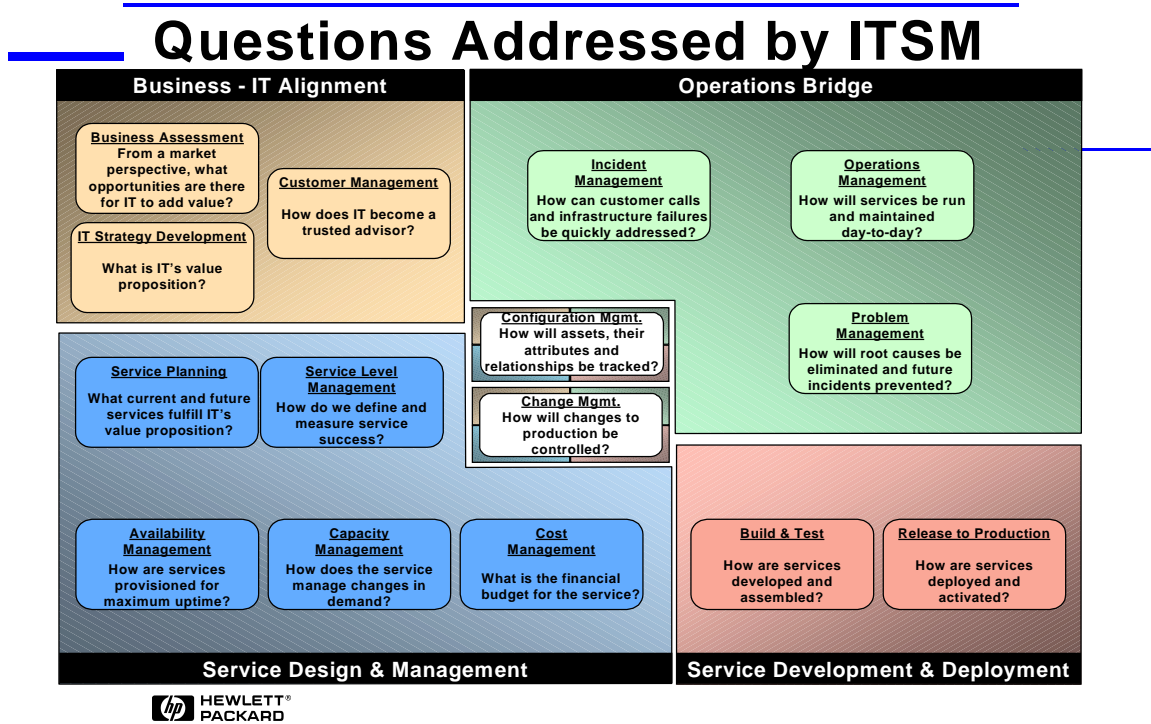 Questions Addressed by ITSM
Business - IT Alignment
Business Assessment
From a market
perspective, what
opportunities are there
for IT to add value?
Customer Management
How does IT become a
trusted advisor?
IT Strategy Development
What is IT’s value
proposition?
Operations Bridge
Incident
Management
How can customer calls
and infrastructure failures
be quickly addressed?
Operations
Management
How will services be run
and maintained
day-to-day?
Problem
Management
How will root causes be
eliminated and future
incidents prevented?
Configuration Mgmt.
How will assets, their
attributes and
relationships be tracked?
Change Mgmt.
How will changes to
production be
controlled?
Service Planning
What current and future
services fulfill IT’s
value proposition?
Service Level
Management
How do we define and
measure service
success?
Availability
Management
How are services
provisioned for
maximum uptime?
Capacity
Management
How does the service
manage changes in
demand?
Cost
Management
What is the financial
budget for the service?
Service Design & Management
Build & Test
How are services
developed and
assembled?
Release to Production
How are services
deployed and
activated?
Service Development & Deployment
hp
HEWLETT®
PACKARD